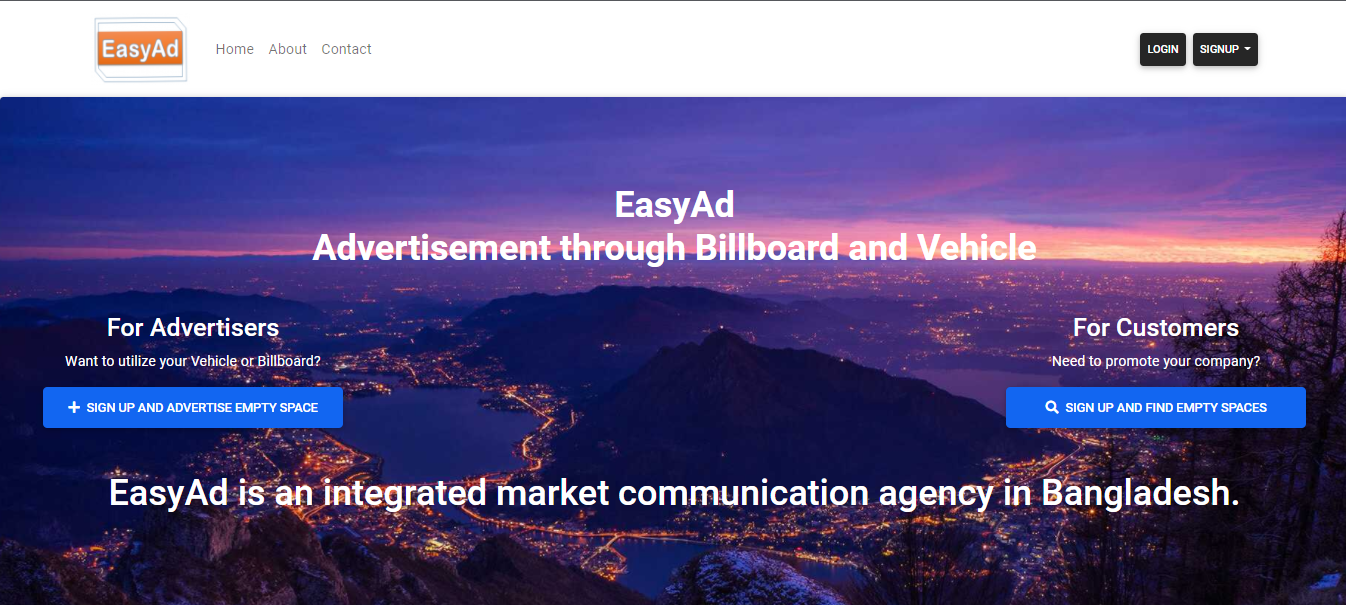 EasyAd
Home About Contact
LOGIN SIGNUP
EasyAd
Advertisement through Billboard and Vehicle
For Advertisers
Want to utilize your Vehicle or Billboard?
SIGN UP AND ADVERTISE EMPTY SPACE
For Customers
Need to promote your company?
SIGN UP AND FIND EMPTY SPACES
EasyAd is an integrated market communication agency in Bangladesh.